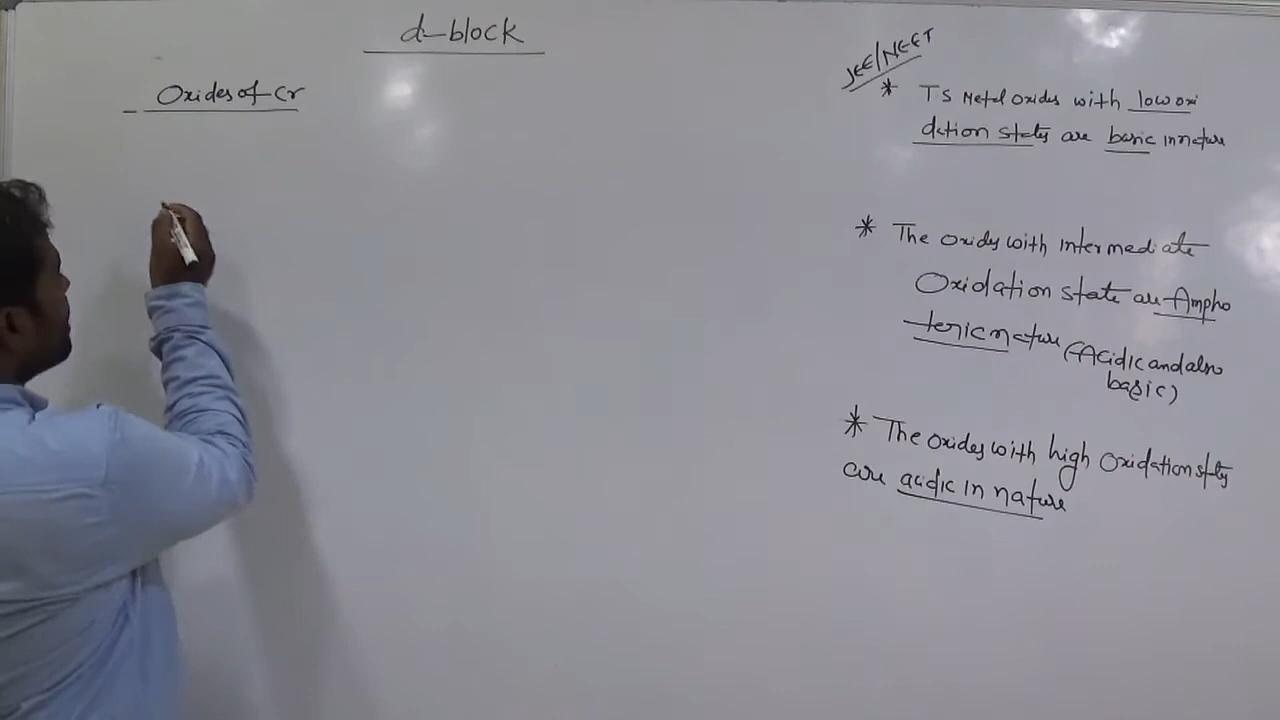 d-block
Oxides of Cr
JEE/NEET
* TS Metal oxides with low oxi
dation states are basic in nature
* The oxides with intermediate
Oxidation state are Ampho
teric nature (Acidic and also
basic)
* The oxides with high oxidation states
are acidic in nature